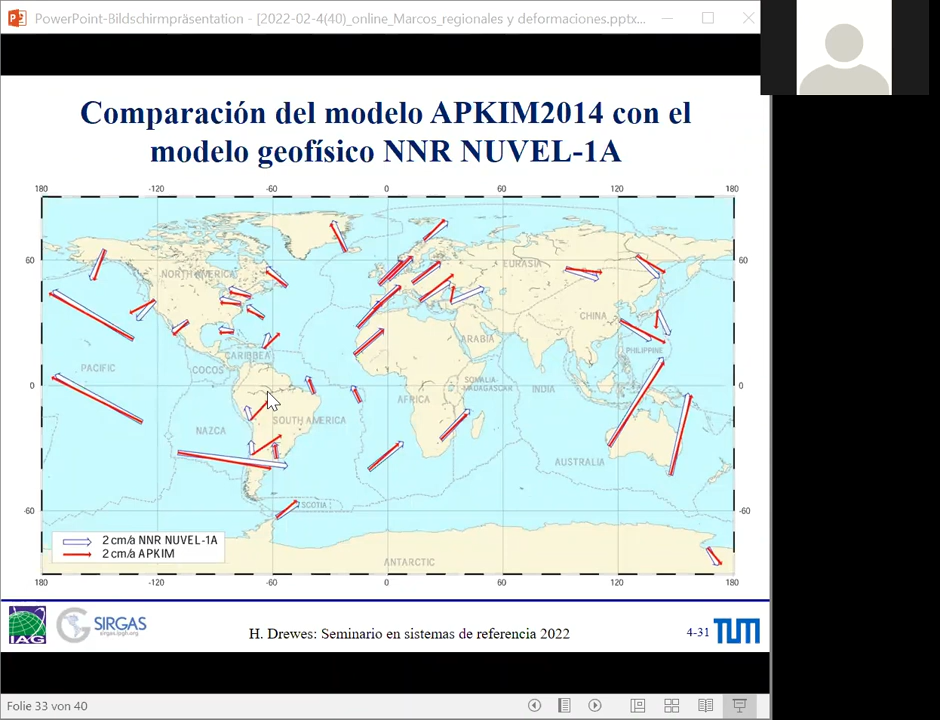 PowerPoint-Bildschirmpräsentation - [2022-02-4(40)_online_Marcos_regionales y deformaciones.pptx...
Comparación del modelo APKIM2014 con el
modelo geofísico NNR NUVEL-1A
180 -120 -60 0 60 120 180
60 60
NORTH AMERICA
EURASIA
CHINA
ARABIA
PHILIPPINE
CARIBBEA
PACIFIC
COCOS
0 0
SOMALIA-
MADAGASCAR
INDIA
AFRICA
SOUTH AMERICA
NAZCA
AUSTRALIA
-60 -60
SCOTIA
2 cm/a NNR NUVEL-1A
2 cm/a APKIM
ANTARCTIC
180 -120 -60 0 60 120 180
IAG
SIRGAS
sirgas.ipgh.org
H. Drewes: Seminario en sistemas de referencia 2022
4-31
TUM
Folie 33 von 40